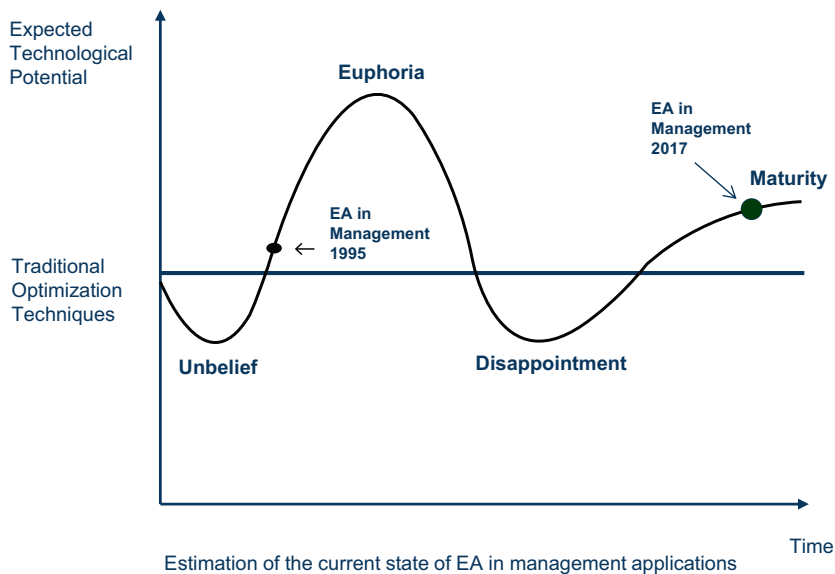 Expected
Technological
Potential
Euphoria
EA in
Management
2017
Maturity
EA in
Management
1995
Traditional
Optimization
Techniques
Unbelief
Disappointment
Time
Estimation of the current state of EA in management applications